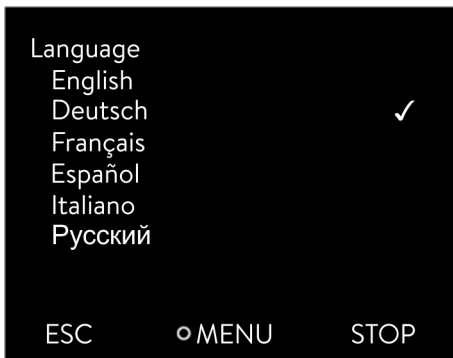 Language
English
Deutsch ✓
Français
Español
Italiano
Русский
ESC MENU STOP